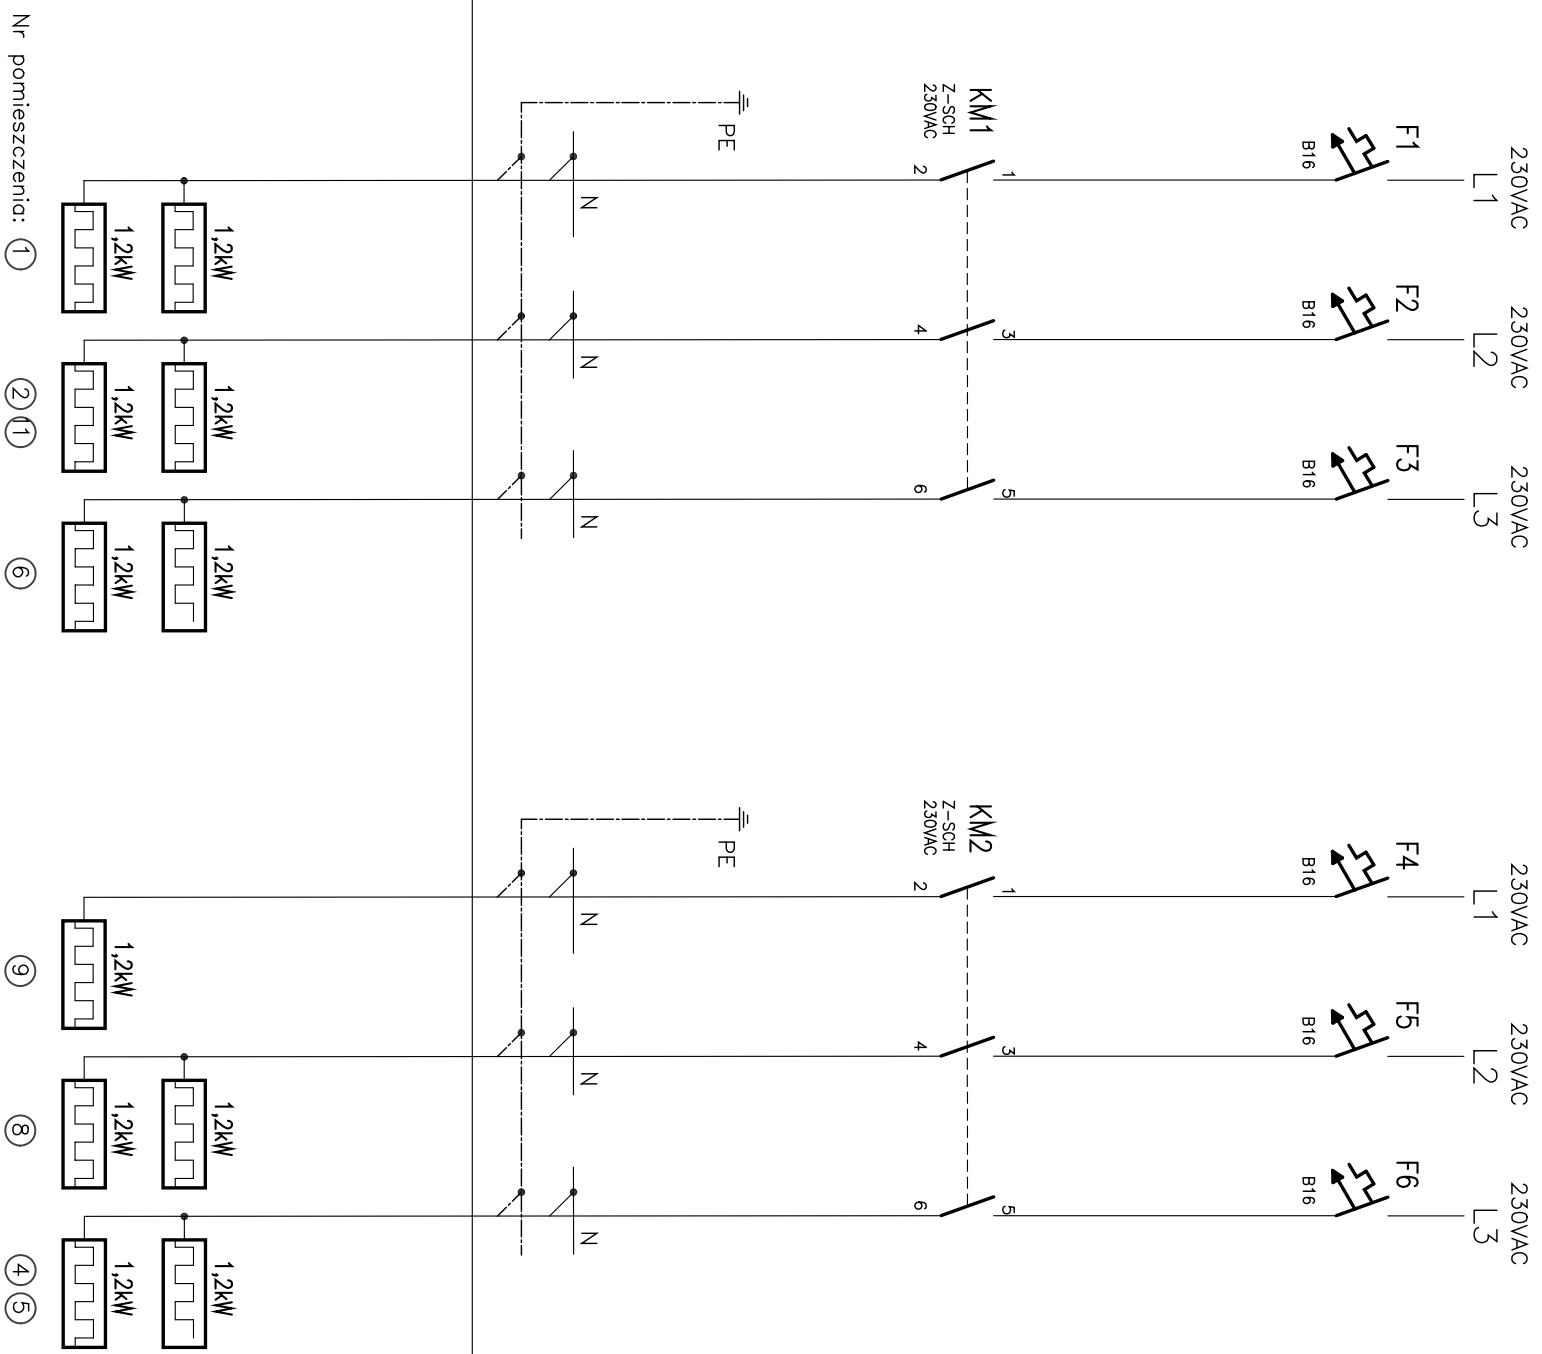 230VAC 230VAC 230VAC 230VAC 230VAC 230VAC
L1 L2 L3 L1 L2 L3
F1 F2 F3 F4 F5 F6
B16 B16 B16 B16 B16 B16
KM1 1 3 5 KM2 1 3 5
Z-SCH Z-SCH
230VAC 2 4 6 230VAC 2 4 6
PE PE
N N N N N N
1,2kW 1,2kW 1,2kW 1,2kW 1,2kW
1,2kW 1,2kW 1,2kW 1,2kW 1,2kW 1,2kW
Nr pomieszczenia: 1 2 11 6 9 8 4 5